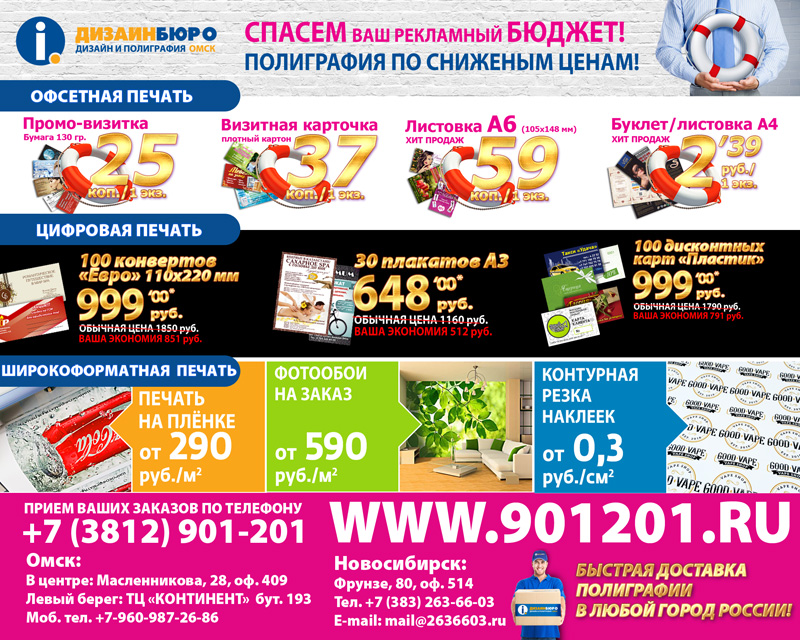 ДИЗАЙНБЮРО
ДИЗАЙН И ПОЛИГРАФИЯ ОМСК
СПАСЕМ ВАШ РЕКЛАМНЫЙ БЮДЖЕТ!
ПОЛИГРАФИЯ ПО СНИЖЕНЫМ ЦЕНАМ!
ОФСЕТНАЯ ПЕЧАТЬ
Промо-визитка
Бумага 130 гр.
25
коп./1 экз.
Визитная карточка
плотный картон
37
коп./1 экз.
Листовка А6 (105х148 мм)
ХИТ ПРОДАЖ
59
коп./1 экз.
Буклет/листовка А4
ХИТ ПРОДАЖ
2'39
руб./
1 экз.
ЦИФРОВАЯ ПЕЧАТЬ
100 конвертов
«Евро» 110х220 мм
999'00*
руб.
ОБЫЧНАЯ ЦЕНА 1850 руб.
ВАША ЭКОНОМИЯ 851 руб.
30 плакатов А3
648'00*
руб.
ОБЫЧНАЯ ЦЕНА 1160 руб.
ВАША ЭКОНОМИЯ 512 руб.
100 дисконтных
карт «Пластик»
999'00*
руб.
ОБЫЧНАЯ ЦЕНА 1790 руб.
ВАША ЭКОНОМИЯ 791 руб.
САХАРНОЕ SPA
Такси «Удача»
ШИРОКОФОРМАТНАЯ ПЕЧАТЬ
ПЕЧАТЬ
НА ПЛЁНКЕ
от 290
руб./м²
ФОТООБОИ
НА ЗАКАЗ
от 590
руб./м²
КОНТУРНАЯ
РЕЗКА
НАКЛЕЕК
от 0,3
руб./см²
GOOD VAPE
ПРИЕМ ВАШИХ ЗАКАЗОВ ПО ТЕЛЕФОНУ
+7 (3812) 901-201
WWW.901201.RU
Омск:
В центре: Масленникова, 28, оф. 409
Левый берег: ТЦ «КОНТИНЕНТ» бут. 193
Моб. тел. +7-960-987-26-86
Новосибирск:
Фрунзе, 80, оф. 514
Тел. +7 (383) 263-66-03
E-mail: mail@2636603.ru
ДИЗАЙНБЮРО
БЫСТРАЯ ДОСТАВКА
ПОЛИГРАФИИ
В ЛЮБОЙ ГОРОД РОССИИ!